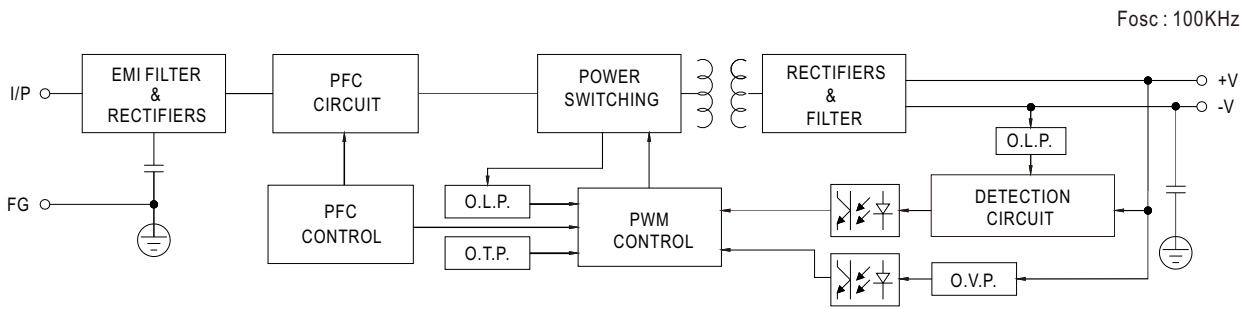 Fosc : 100KHz
I/P
EMI FILTER
&
RECTIFIERS
PFC
CIRCUIT
POWER
SWITCHING
RECTIFIERS
&
FILTER
+V
-V
O.L.P.
FG
PFC
CONTROL
O.L.P.
O.T.P.
PWM
CONTROL
DETECTION
CIRCUIT
O.V.P.